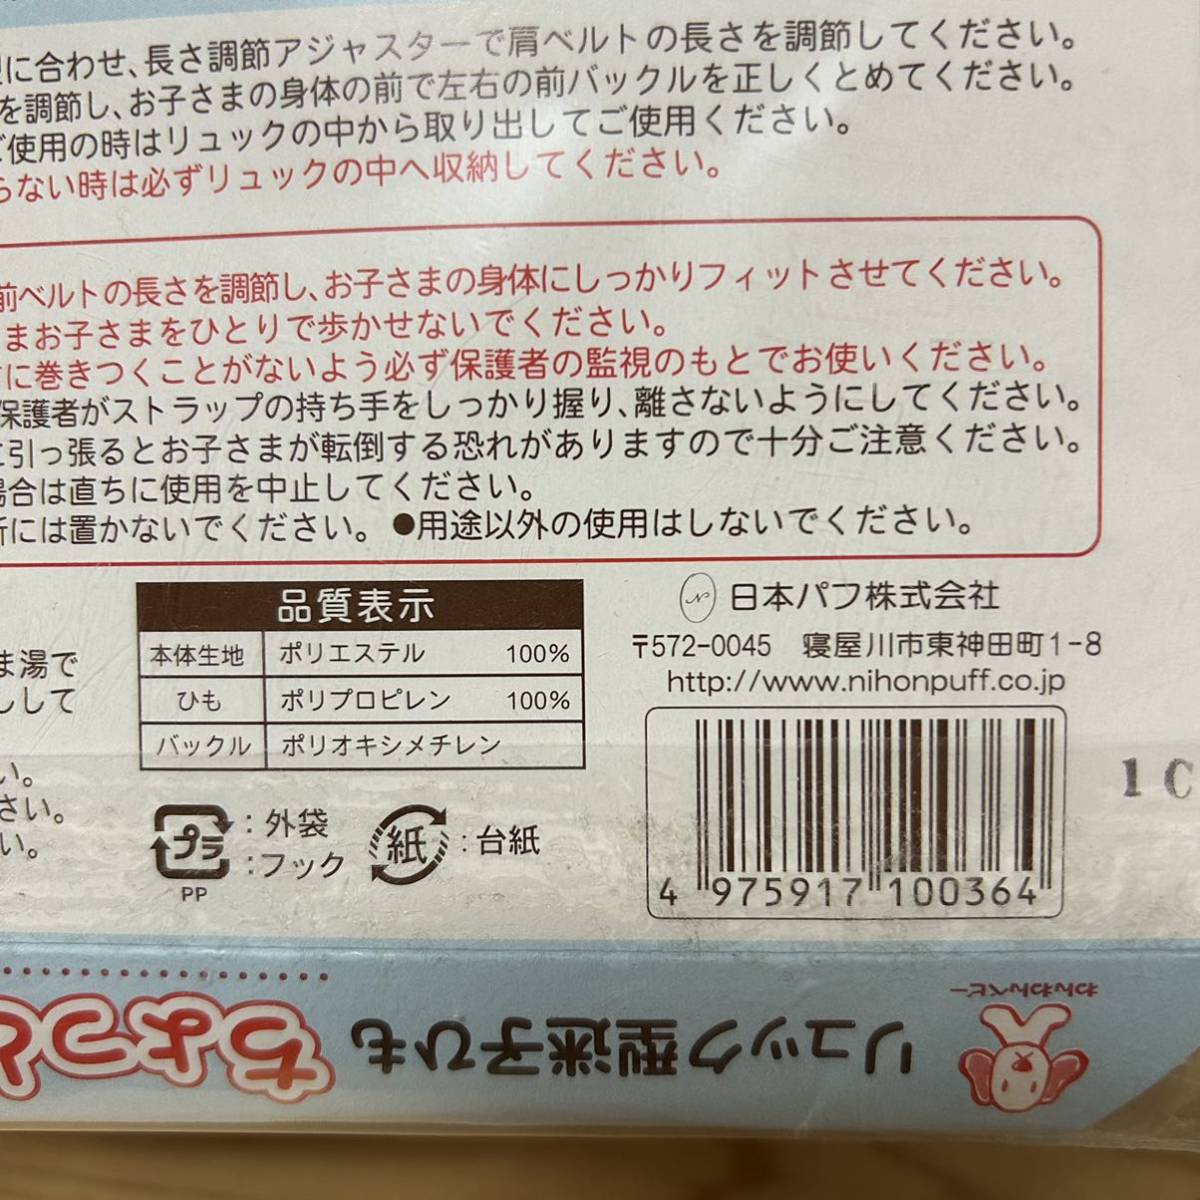 に合わせ、長さ調節アジャスターで肩ベルトの長さを調節してください。
を調節し、お子さまの身体の前で左右の前バックルを正しくとめてください。
ご使用の時はリュックの中から取り出してご使用ください。
らない時は必ずリュックの中へ収納してください。
前ベルトの長さを調節し、お子さまの身体にしっかりフィットさせてください。
まお子さまをひとりで歩かせないでください。
に巻きつくことがないよう必ず保護者の監視のもとでお使いください。
保護者がストラップの持ち手をしっかり握り、離さないようにしてください。
に引っ張るとお子さまが転倒する恐れがありますので十分ご注意ください。
場合は直ちに使用を中止してください。
所には置かないでください。 ●用途以外の使用はしないでください。
ま湯で
しして
い。
さい。
い。
品質表示
本体生地 ポリエステル 100%
ひも ポリプロピレン 100%
バックル ポリオキシメチレン
プラ :外袋
:フック
PP
紙 :台紙
日本パフ株式会社
〒572-0045 寝屋川市東神田町1-8
http://www.nihonpuff.co.jp
4 975917 100364
1C
わんわんベビー
リュック型迷子ひも
ちょっと